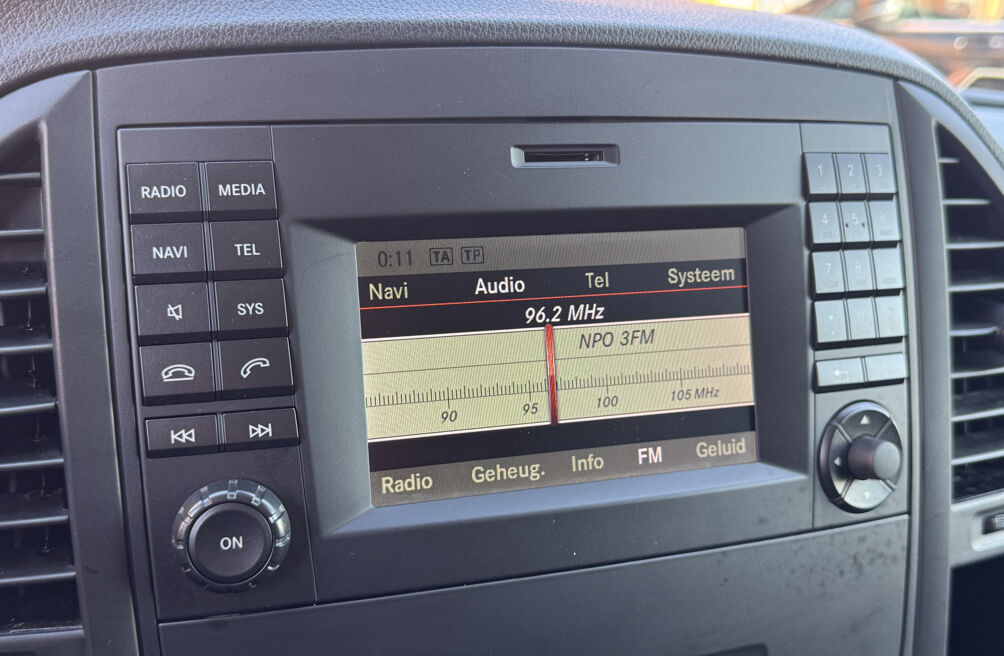 RADIO MEDIA
NAVI TEL
SYS
ON
0:11 TA TP
Navi Audio Tel Systeem
96.2 MHz
NPO 3FM
90 95 100 105 MHz
Radio Geheug. Info FM Geluid
1 2 3
4 5 6
7 8 9